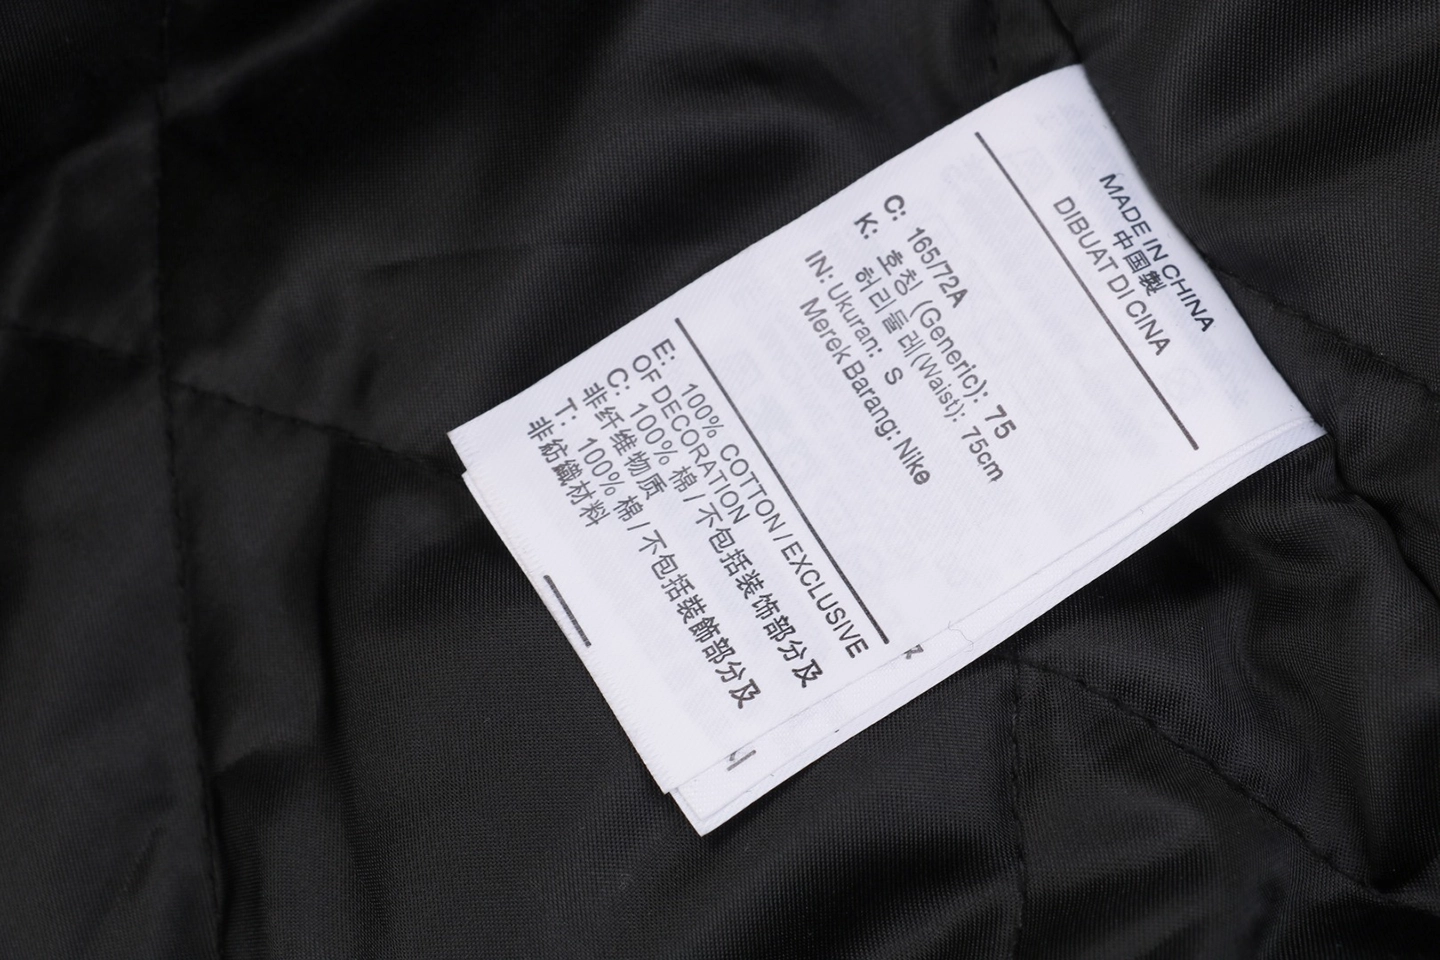 MADE IN CHINA
中国製
DIBUAT DI CINA
C: 165/72A
K: 호칭 (Generic): 75
허리둘레(Waist): 75cm
IN: Ukuran: S
Merek Barang: Nike
E: 100% COTTON / EXCLUSIVE
OF DECORATION
C: 100% 棉 / 不包括装饰部分及
非纤维物质
T: 100% 棉 / 不包括裝飾部分及
非紡織材料